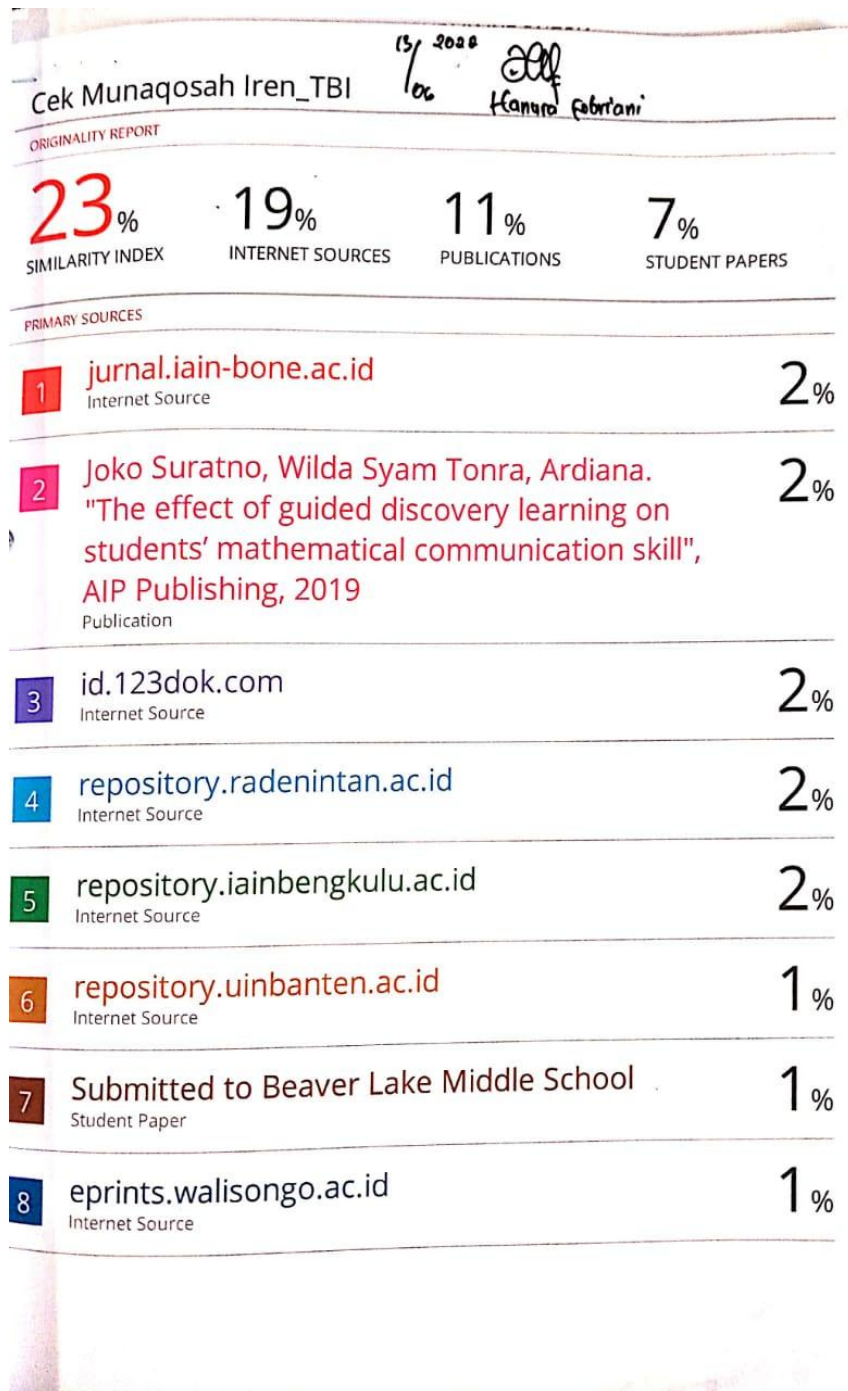 13/06 2022
Cek Munaqosah Iren_TBI
Febriani
ORIGINALITY REPORT
23%
SIMILARITY INDEX
19%
INTERNET SOURCES
11%
PUBLICATIONS
7%
STUDENT PAPERS
PRIMARY SOURCES
1
jurnal.iain-bone.ac.id
Internet Source
2%
2
Joko Suratno, Wilda Syam Tonra, Ardiana.
"The effect of guided discovery learning on
students’ mathematical communication skill",
AIP Publishing, 2019
Publication
2%
3
id.123dok.com
Internet Source
2%
4
repository.radenintan.ac.id
Internet Source
2%
5
repository.iainbengkulu.ac.id
Internet Source
2%
6
repository.uinbanten.ac.id
Internet Source
1%
7
Submitted to Beaver Lake Middle School
Student Paper
1%
8
eprints.walisongo.ac.id
Internet Source
1%